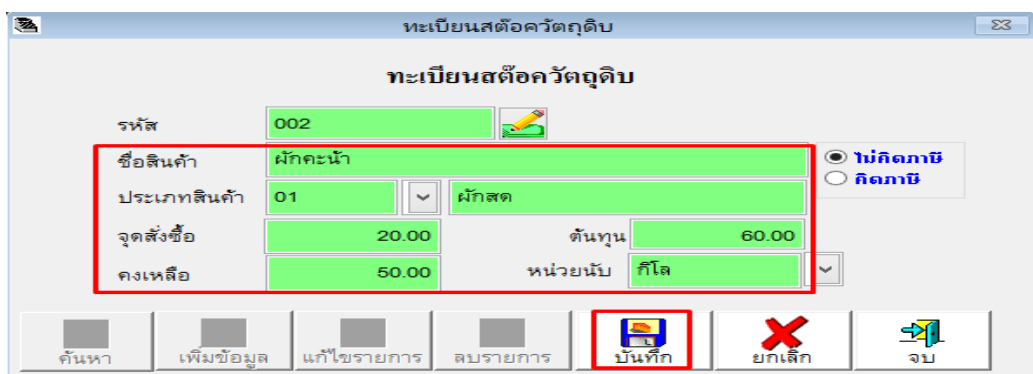 ทะเบียนสต๊อควัตถุดิบ
ทะเบียนสต๊อควัตถุดิบ
รหัส 002
ชื่อสินค้า ผักคะน้า ไม่คิดภาษี
ประเภทสินค้า 01 ผักสด คิดภาษี
จุดสั่งซื้อ 20.00 ต้นทุน 60.00
คงเหลือ 50.00 หน่วยนับ กิโล
ค้นหา เพิ่มข้อมูล แก้ไขรายการ ลบรายการ บันทึก ยกเลิก จบ